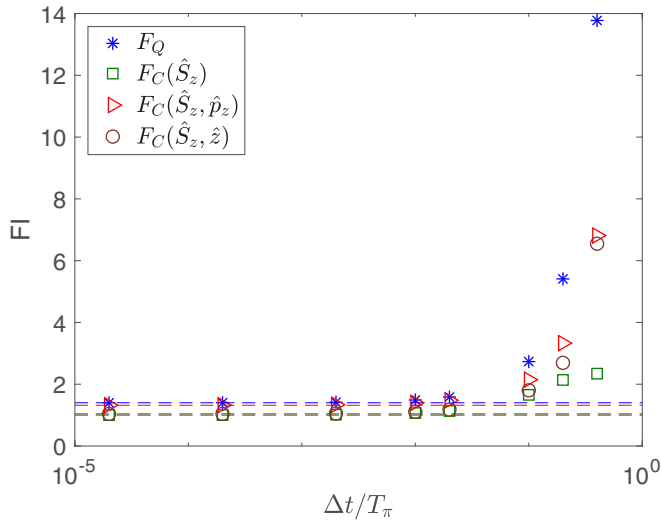 14
12
10
8
6
4
2
0
FI
F_Q
F_C(Ŝ_z)
F_C(Ŝ_z, p̂_z)
F_C(Ŝ_z, ẑ)
10^-5
10^0
Δt/T_π